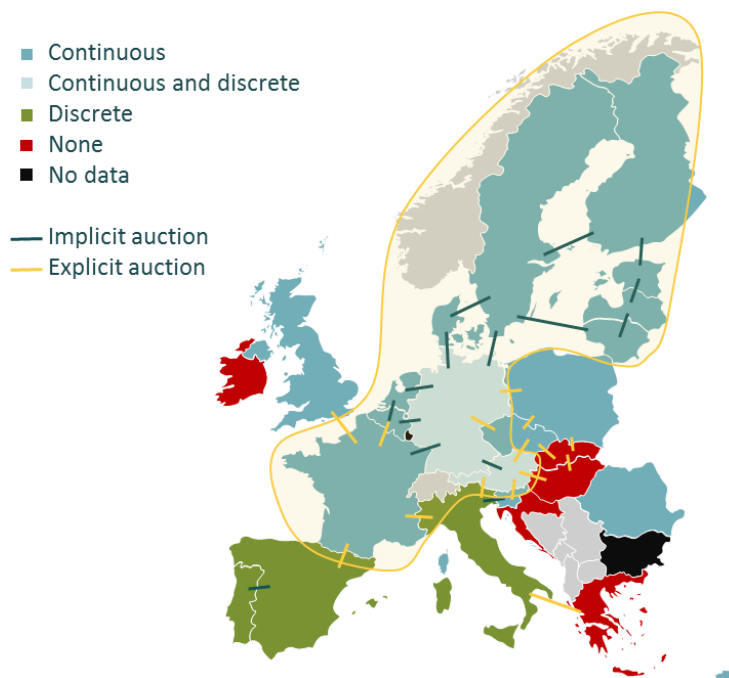 Continuous
Continuous and discrete
Discrete
None
No data
Implicit auction
Explicit auction